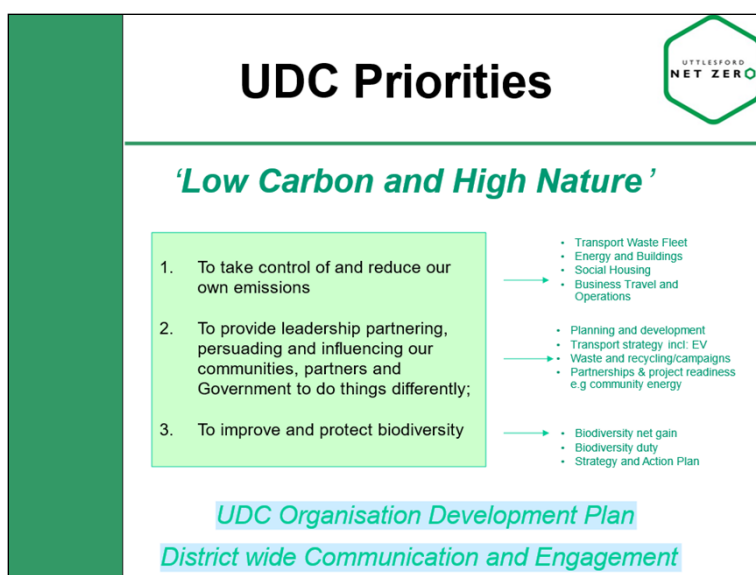 UDC Priorities
UTTLESFORD
NET ZERO
‘Low Carbon and High Nature’
1. To take control of and reduce our
own emissions
• Transport Waste Fleet
• Energy and Buildings
• Social Housing
• Business Travel and
Operations
2. To provide leadership partnering,
persuading and influencing our
communities, partners and
Government to do things differently;
• Planning and development
• Transport strategy incl: EV
• Waste and recycling/campaigns
• Partnerships & project readiness
e.g community energy
3. To improve and protect biodiversity
• Biodiversity net gain
• Biodiversity duty
• Strategy and Action Plan
UDC Organisation Development Plan
District wide Communication and Engagement